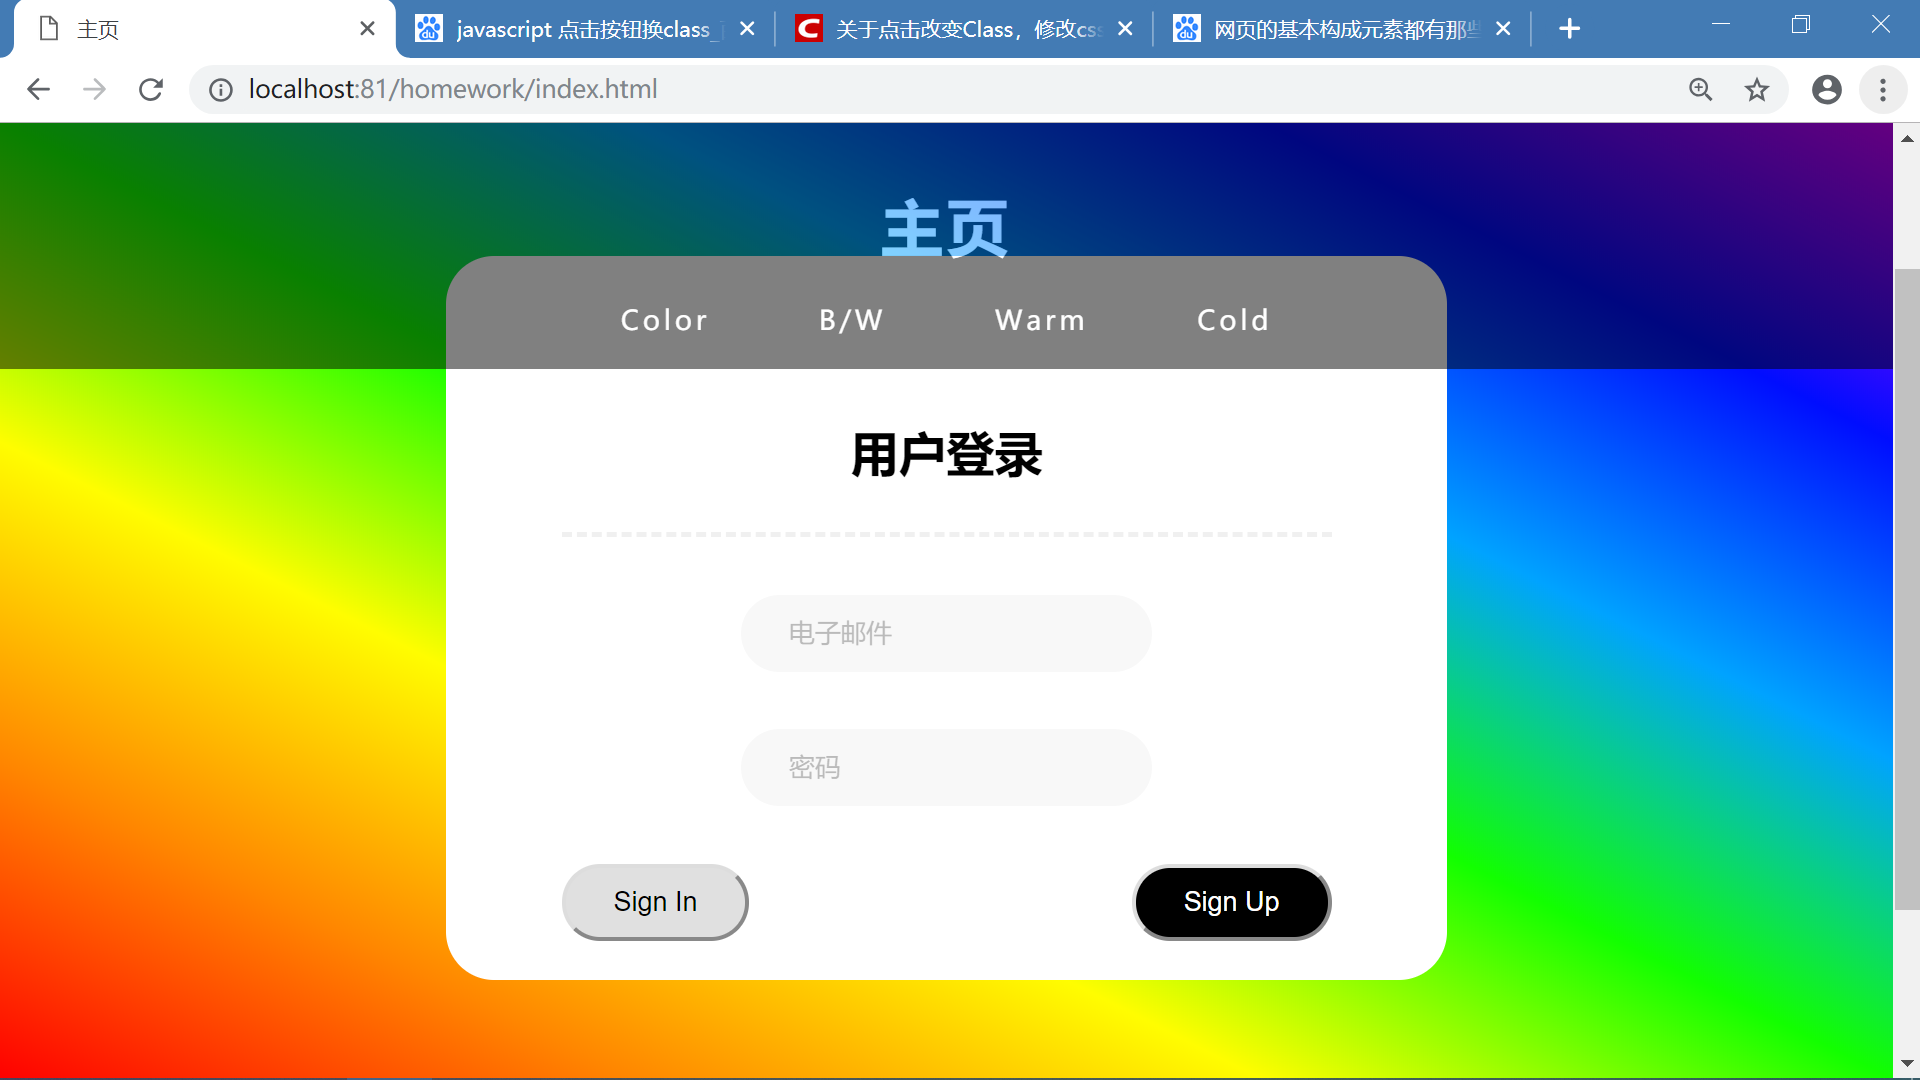 主页
javascript 点击按钮换class_
关于点击改变Class，修改css
网页的基本构成元素都有那些
localhost:81/homework/index.html
主页
Color B/W Warm Cold
用户登录
电子邮件
密码
Sign In Sign Up